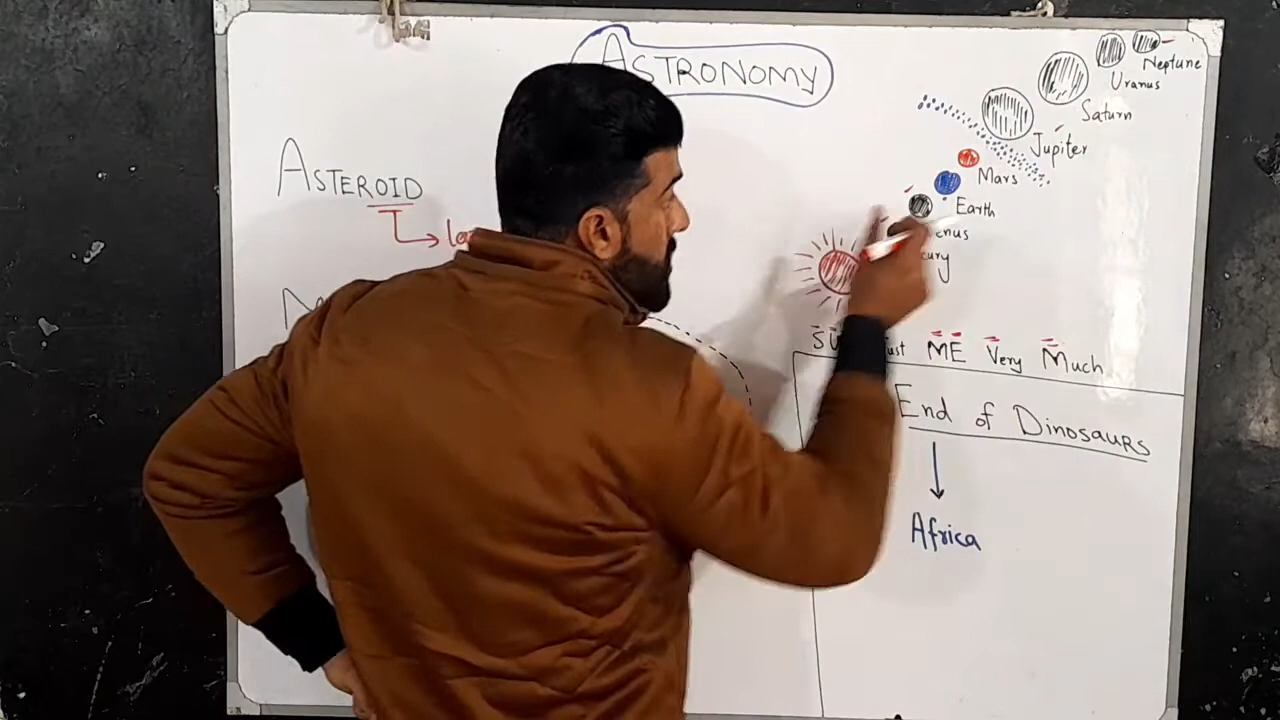 ASTRONOMY
Neptune
Uranus
Saturn
Jupiter
Mars
Earth
ASTEROID
ME Very Much
End of Dinosaurs
Africa